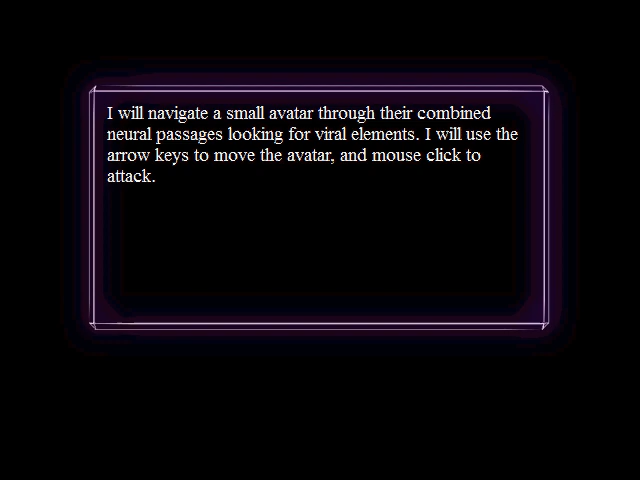 I will navigate a small avatar through their combined
neural passages looking for viral elements. I will use the
arrow keys to move the avatar, and mouse click to
attack.